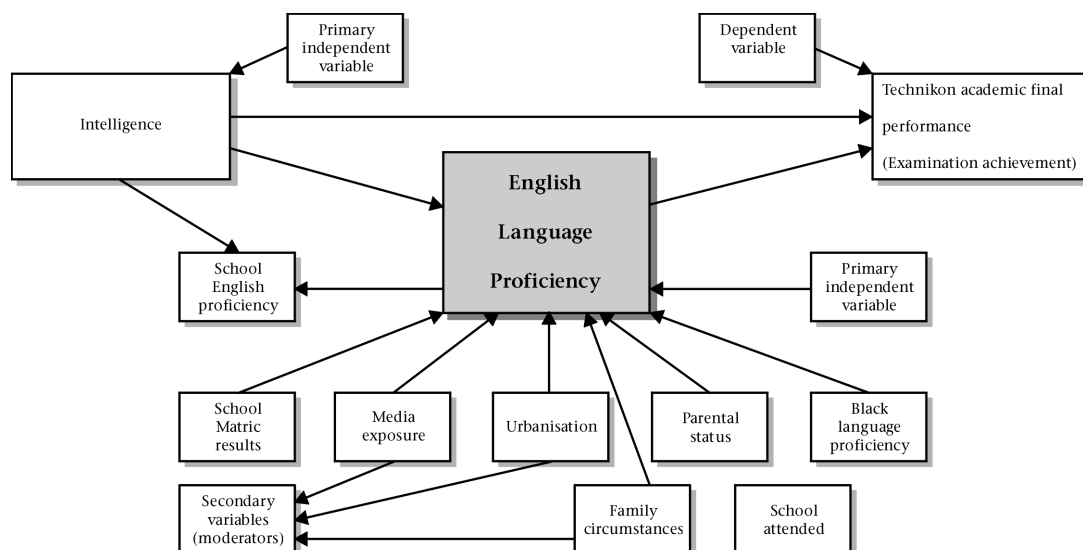 Primary
independent
variable
Dependent
variable
Intelligence
Technikon academic final
performance
(Examination achievement)
English
Language
Proficiency
School
English
proficiency
Primary
independent
variable
School
Matric
results
Media
exposure
Urbanisation
Parental
status
Black
language
proficiency
Secondary
variables
(moderators)
Family
circumstances
School
attended